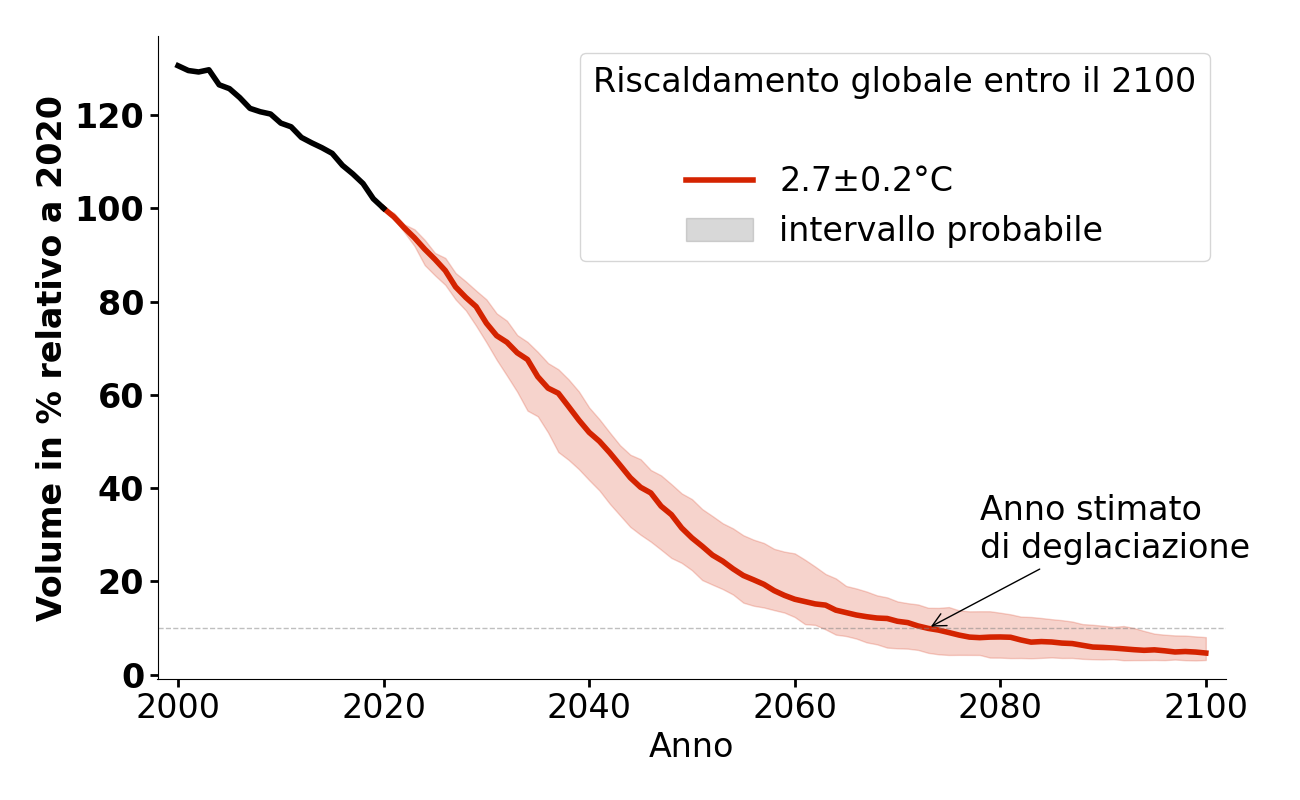 Volume in % relativo a 2020
120
100
80
60
40
20
0
Riscaldamento globale entro il 2100
2.7±0.2°C
intervallo probabile
Anno stimato
di deglaciazione
2000 2020 2040 2060 2080 2100
Anno